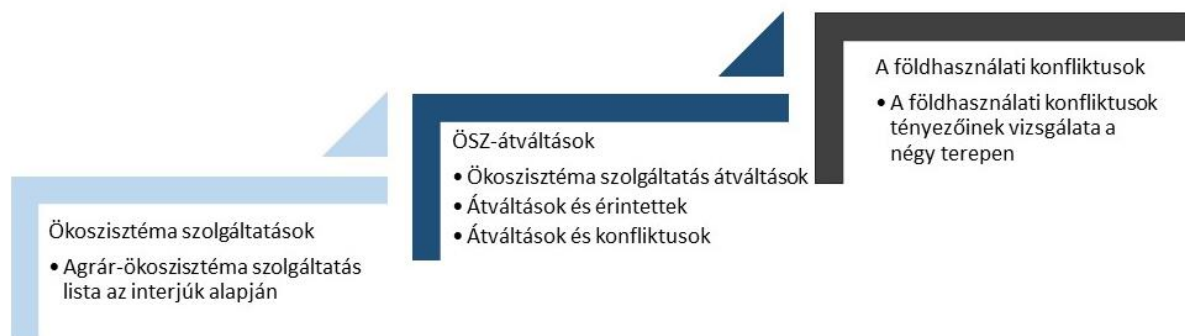 Ökoszisztéma szolgáltatások
• Agrár-ökoszisztéma szolgáltatás
lista az interjúk alapján
ÖSZ-átváltások
• Ökoszisztéma szolgáltatás átváltások
• Átváltások és érintettek
• Átváltások és konfliktusok
A földhasználati konfliktusok
• A földhasználati konfliktusok
tényezőinek vizsgálata a
négy terepen